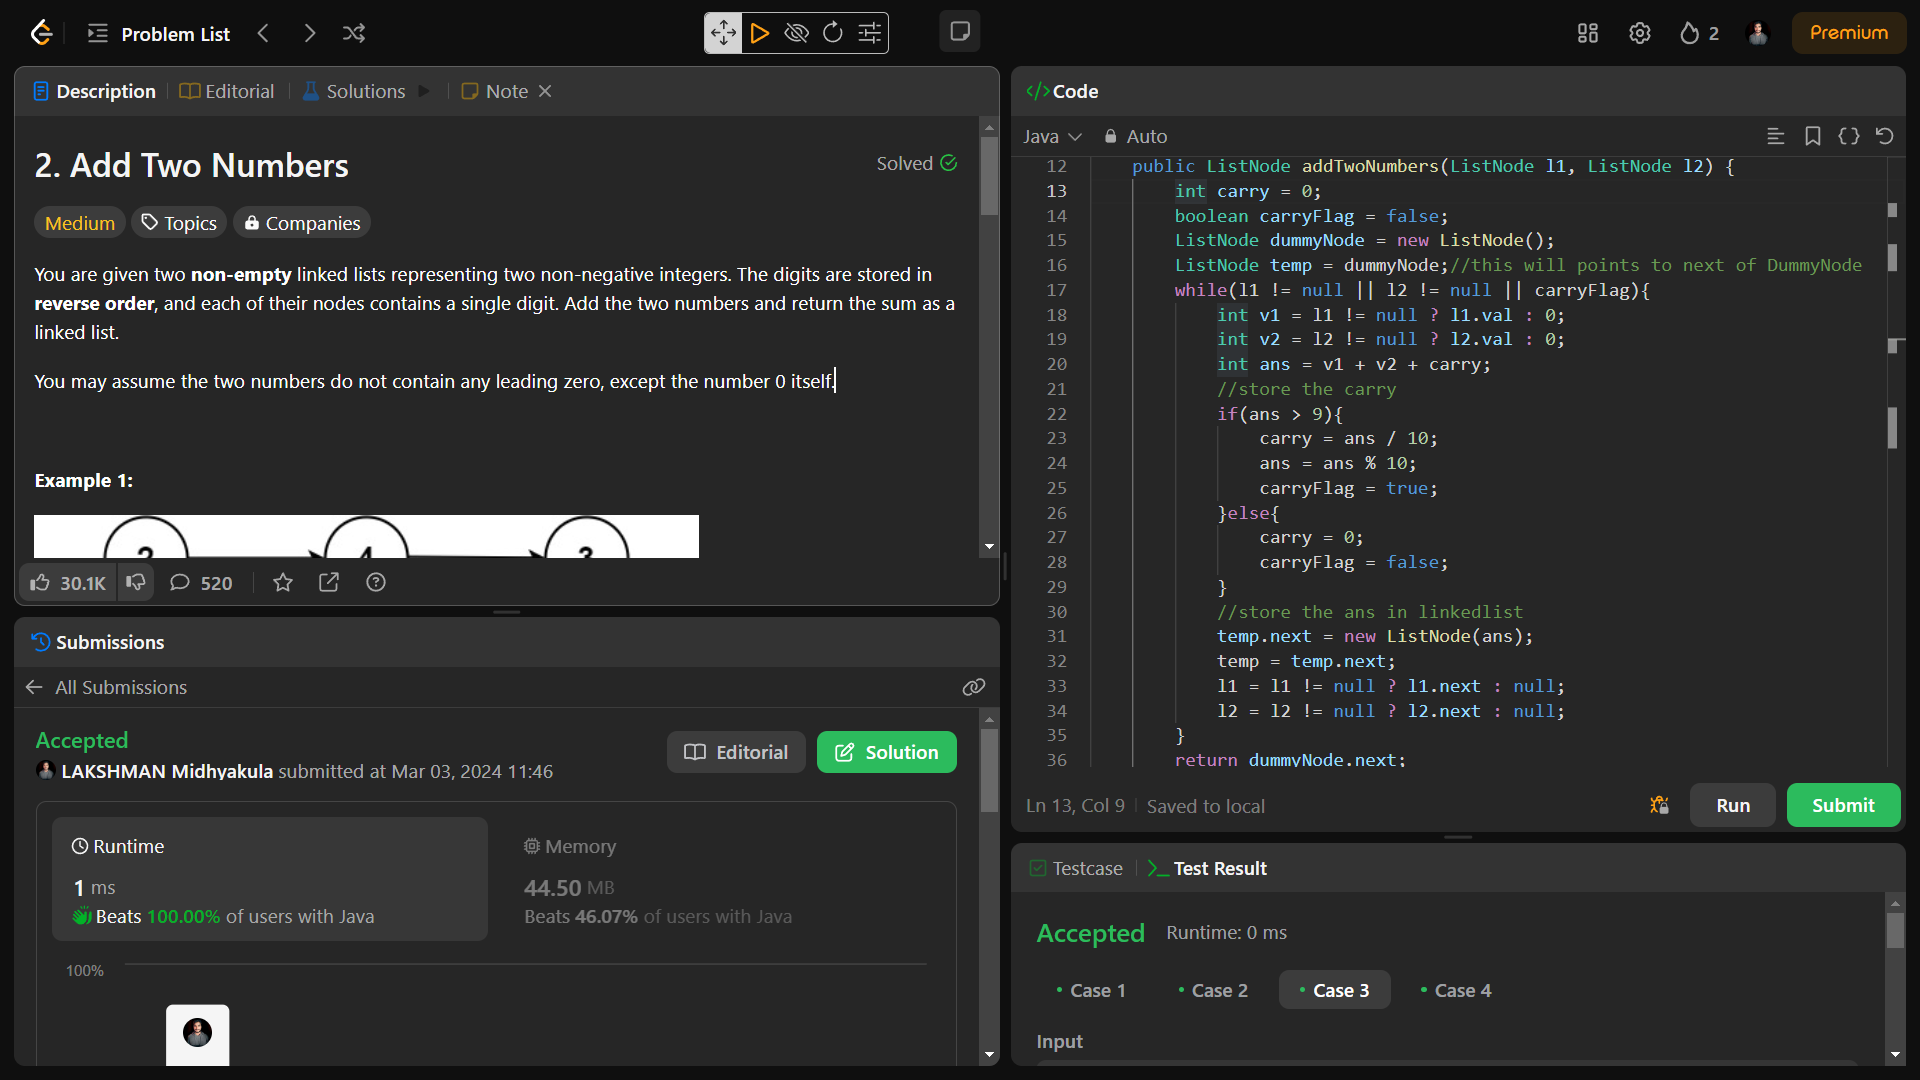 Problem List
2
Premium
Description
Editorial
Solutions
Note
2. Add Two Numbers
Solved
Medium
Topics
Companies
You are given two non-empty linked lists representing two non-negative integers. The digits are stored in
reverse order, and each of their nodes contains a single digit. Add the two numbers and return the sum as a
linked list.
You may assume the two numbers do not contain any leading zero, except the number 0 itself.
Example 1:
2 4 3
30.1K
520
Submissions
All Submissions
Accepted
LAKSHMAN Midhyakula submitted at Mar 03, 2024 11:46
Editorial
Solution
Runtime
1 ms
Beats 100.00% of users with Java
Memory
44.50 MB
Beats 46.07% of users with Java
100%
</> Code
Java
Auto
12 public ListNode addTwoNumbers(ListNode l1, ListNode l2) {
13 int carry = 0;
14 boolean carryFlag = false;
15 ListNode dummyNode = new ListNode();
16 ListNode temp = dummyNode;//this will points to next of DummyNode
17 while(l1 != null || l2 != null || carryFlag){
18 int v1 = l1 != null ? l1.val : 0;
19 int v2 = l2 != null ? l2.val : 0;
20 int ans = v1 + v2 + carry;
21 //store the carry
22 if(ans > 9){
23 carry = ans / 10;
24 ans = ans % 10;
25 carryFlag = true;
26 }else{
27 carry = 0;
28 carryFlag = false;
29 }
30 //store the ans in linkedlist
31 temp.next = new ListNode(ans);
32 temp = temp.next;
33 l1 = l1 != null ? l1.next : null;
34 l2 = l2 != null ? l2.next : null;
35 }
36 return dummyNode.next;
Ln 13, Col 9
Saved to local
Run
Submit
Testcase
Test Result
Accepted
Runtime: 0 ms
Case 1
Case 2
Case 3
Case 4
Input